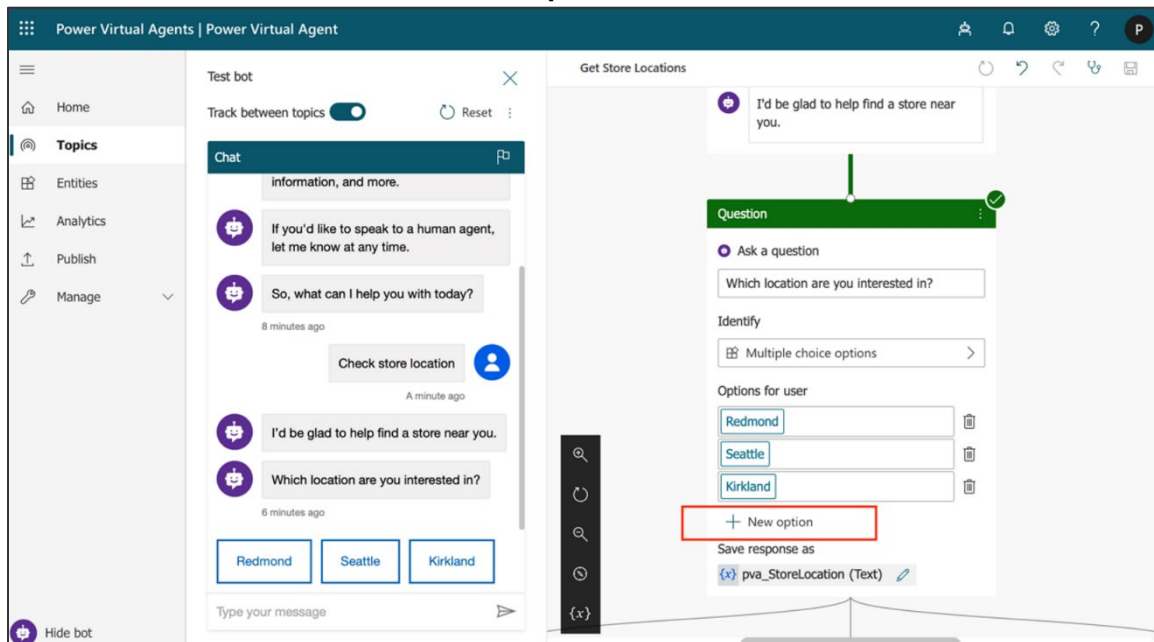 Power Virtual Agents | Power Virtual Agent
P
Home
Topics
Entities
Analytics
Publish
Manage
Hide bot
Test bot
Track between topics
Reset
Chat
information, and more.
If you'd like to speak to a human agent,
let me know at any time.
So, what can I help you with today?
8 minutes ago
Check store location
A minute ago
I'd be glad to help find a store near you.
Which location are you interested in?
6 minutes ago
Redmond Seattle Kirkland
Type your message
Get Store Locations
I'd be glad to help find a store near
you.
Question
Ask a question
Which location are you interested in?
Identify
Multiple choice options
Options for user
Redmond
Seattle
Kirkland
+ New option
Save response as
{x} pva_StoreLocation (Text)
{x}